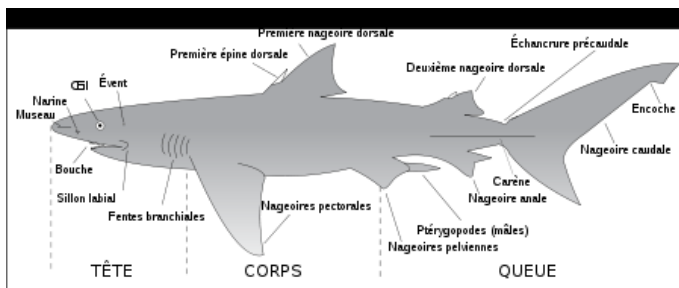 Première nageoire dorsale
Première épine dorsale
Échancrure précaudale
Deuxième nageoire dorsale
Œil
Évent
Narine
Museau
Encoche
Nageoire caudale
Bouche
Sillon labial
Fentes branchiales
Nageoires pectorales
Carène
Nageoire anale
Ptérygopodes (mâles)
Nageoires pelviennes
TÊTE
CORPS
QUEUE